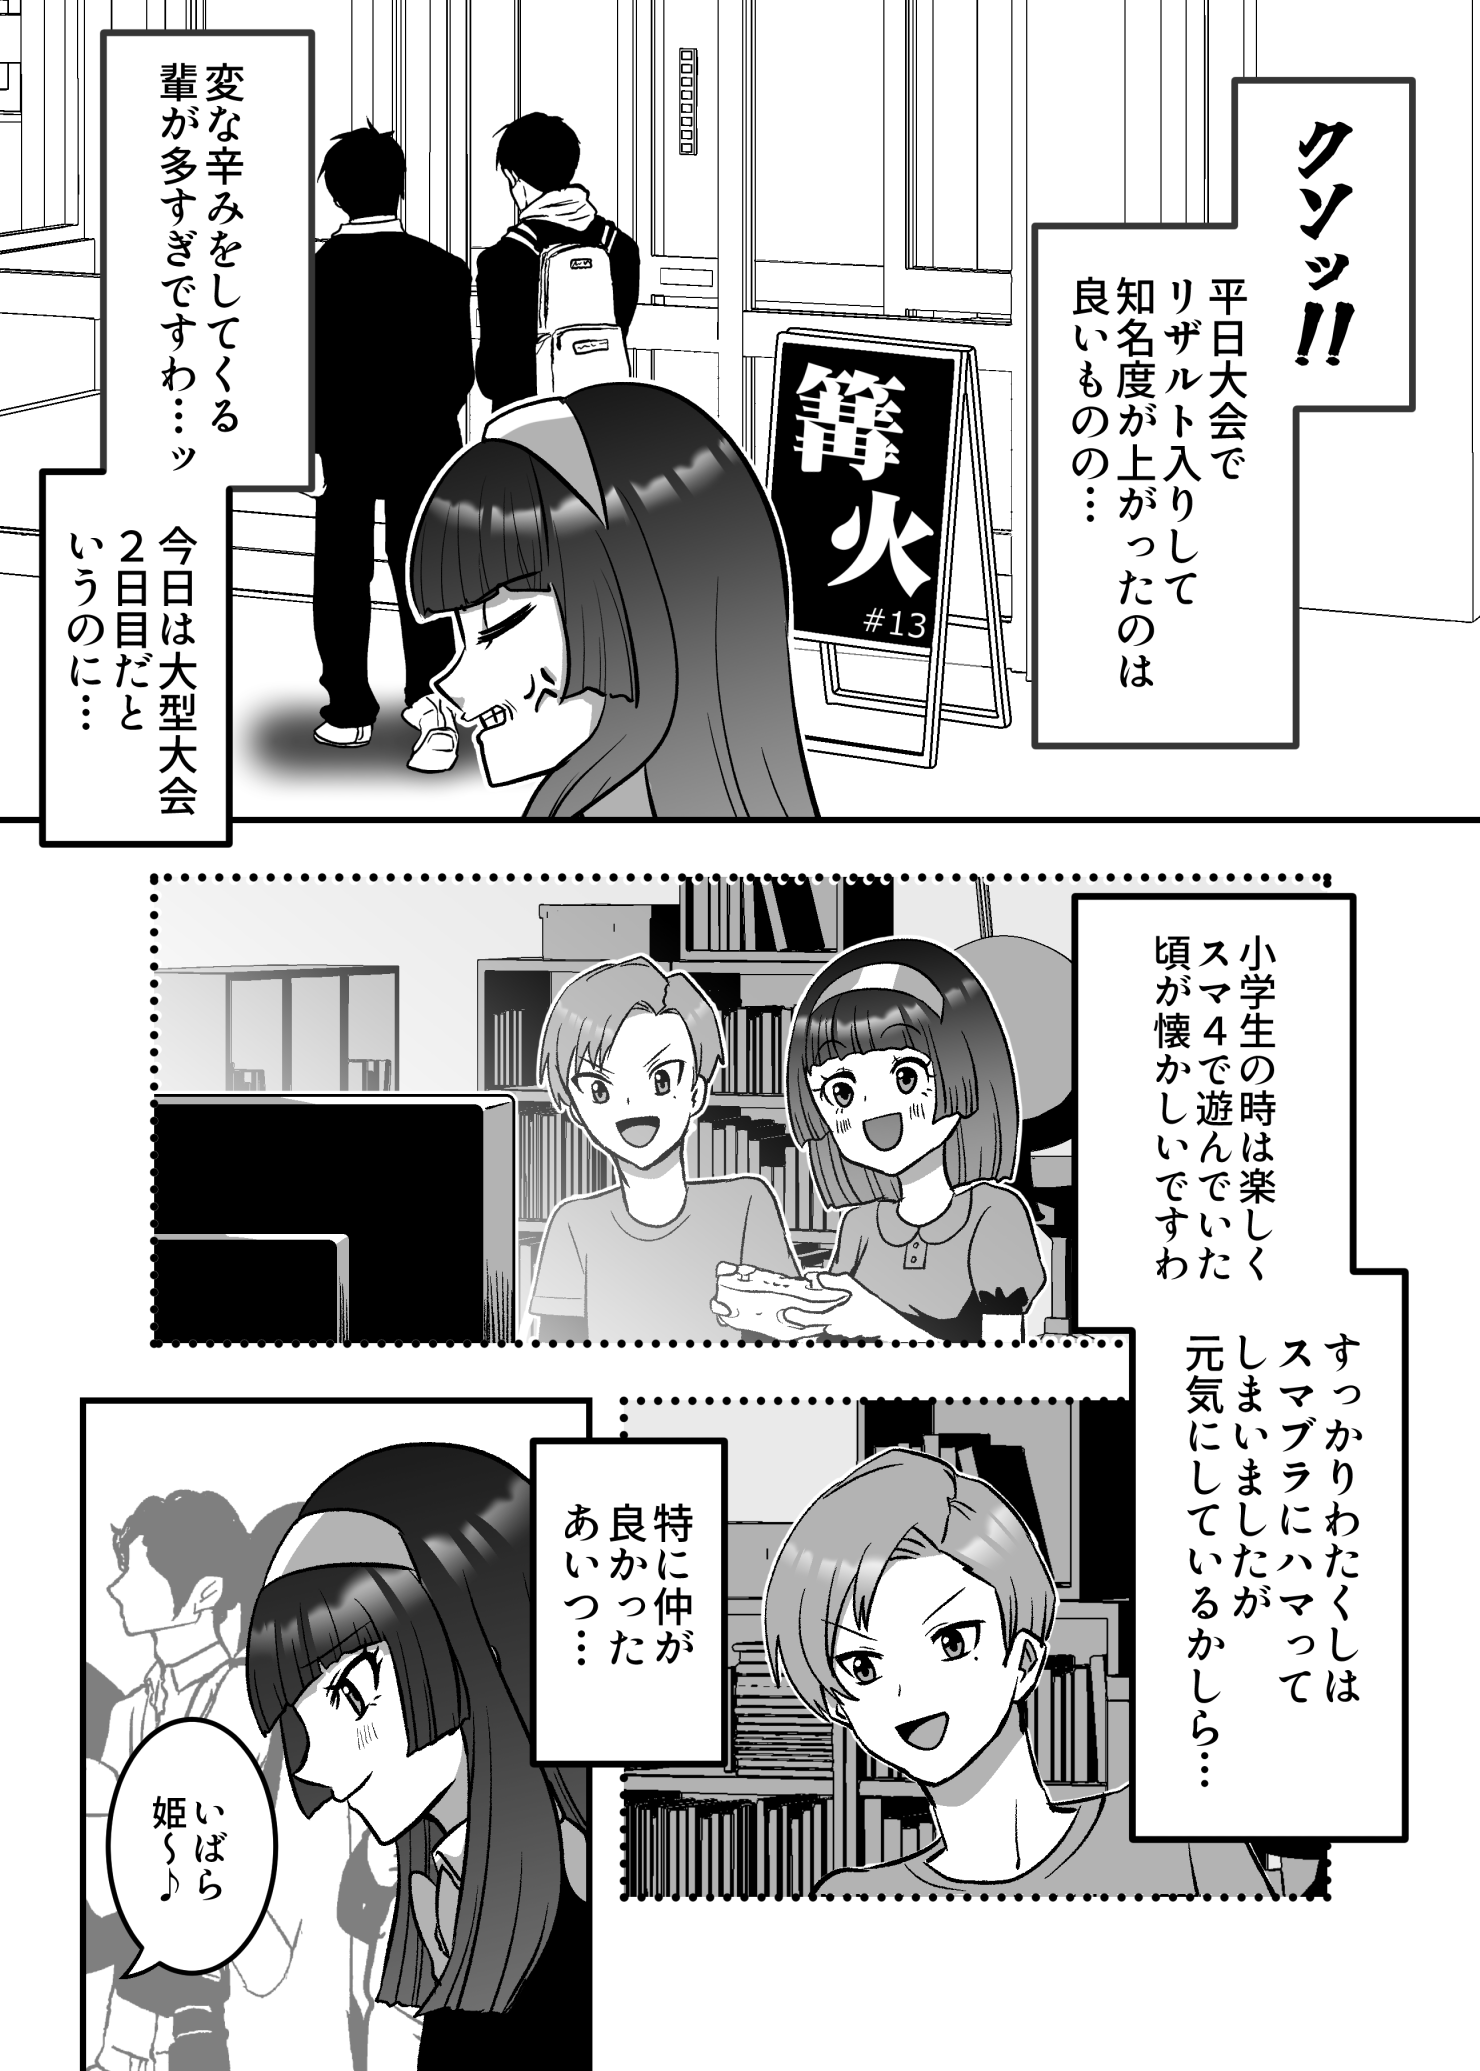 クソッ!!
平日大会で
リザルト入りして
知名度が上がったのは
良いものの…
篝火
#13
変な辛みをしてくる
輩が多すぎですわ…ッ
今日は大型大会
２日目だと
いうのに…
小学生の時は楽しく
スマ４で遊んでいた
頃が懐かしいですわ
すっかりわたくしは
スマブラにハマって
しまいましたが
元気にしているかしら…
特に仲が
良かった
あいつ…
いばら
姫〜♪